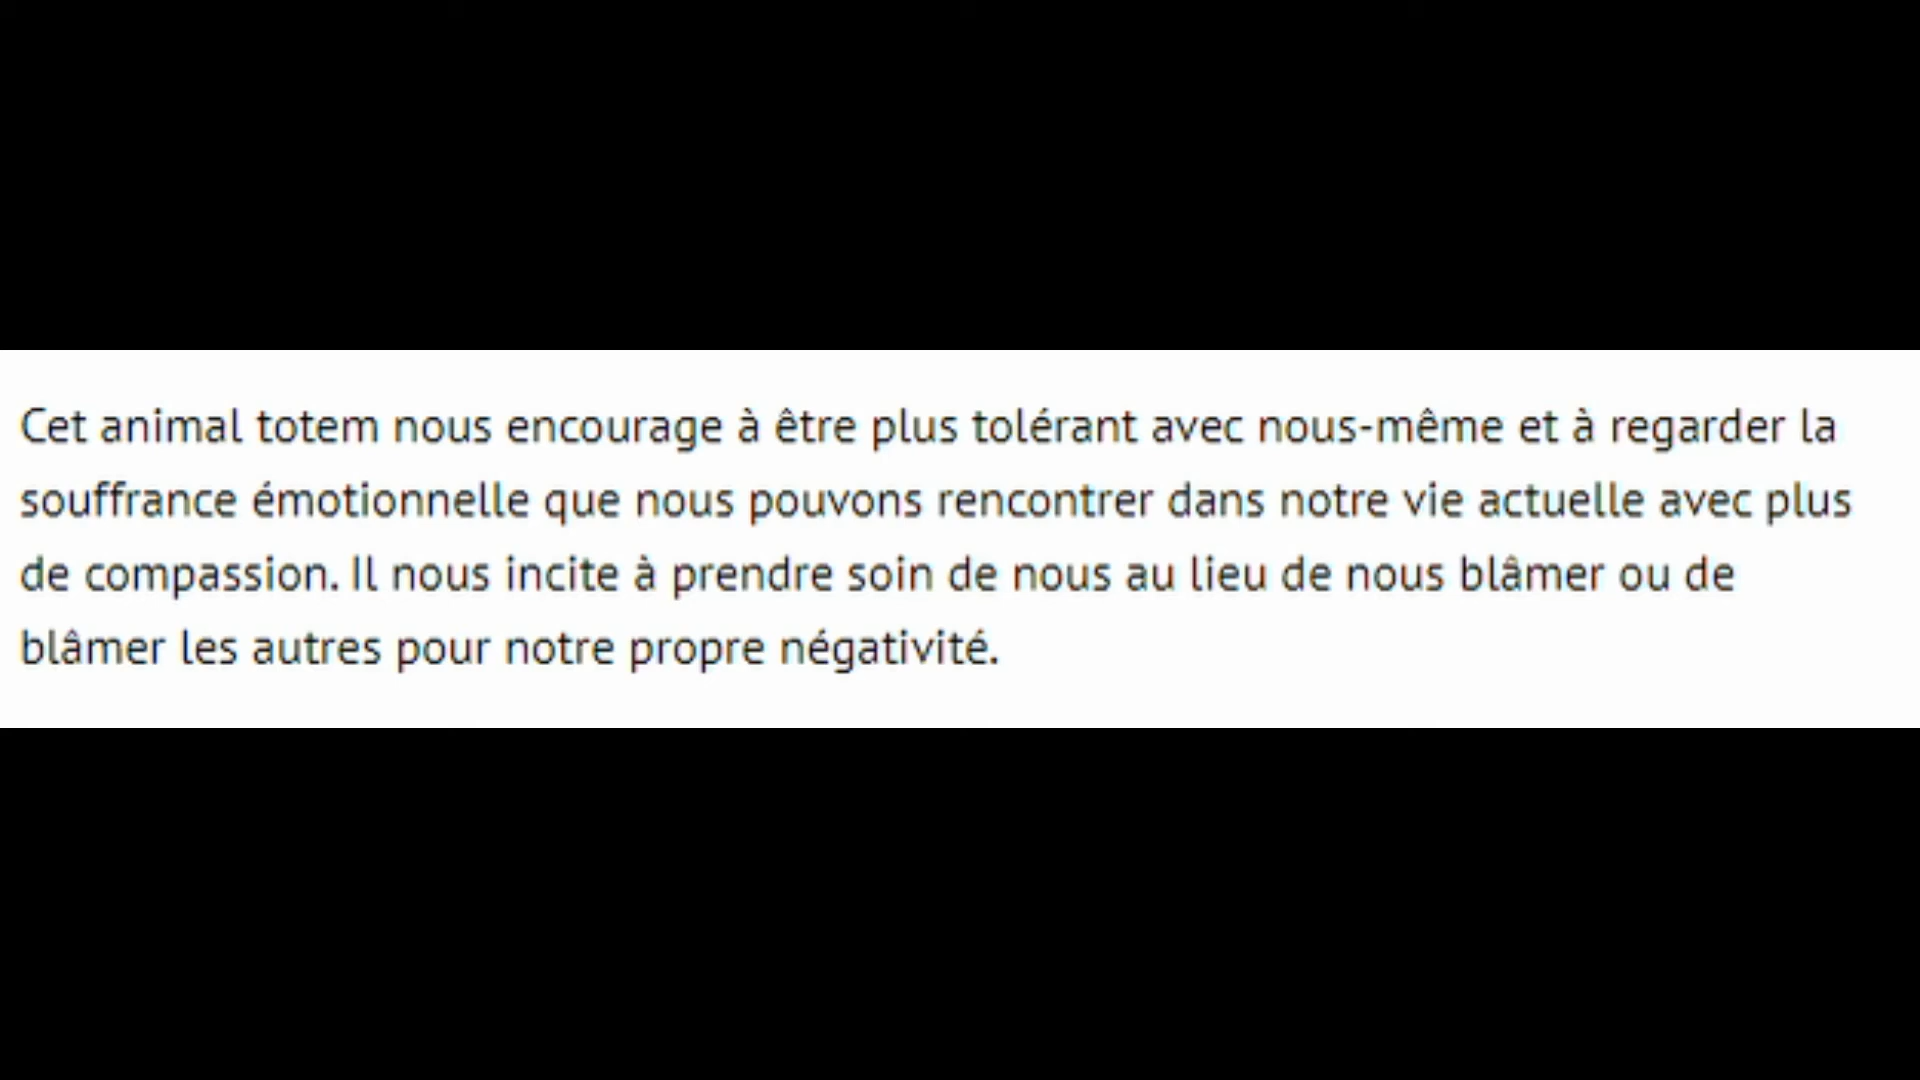 Cet animal totem nous encourage à être plus tolérant avec nous-même et à regarder la
souffrance émotionnelle que nous pouvons rencontrer dans notre vie actuelle avec plus
de compassion. Il nous incite à prendre soin de nous au lieu de nous blâmer ou de
blâmer les autres pour notre propre négativité.